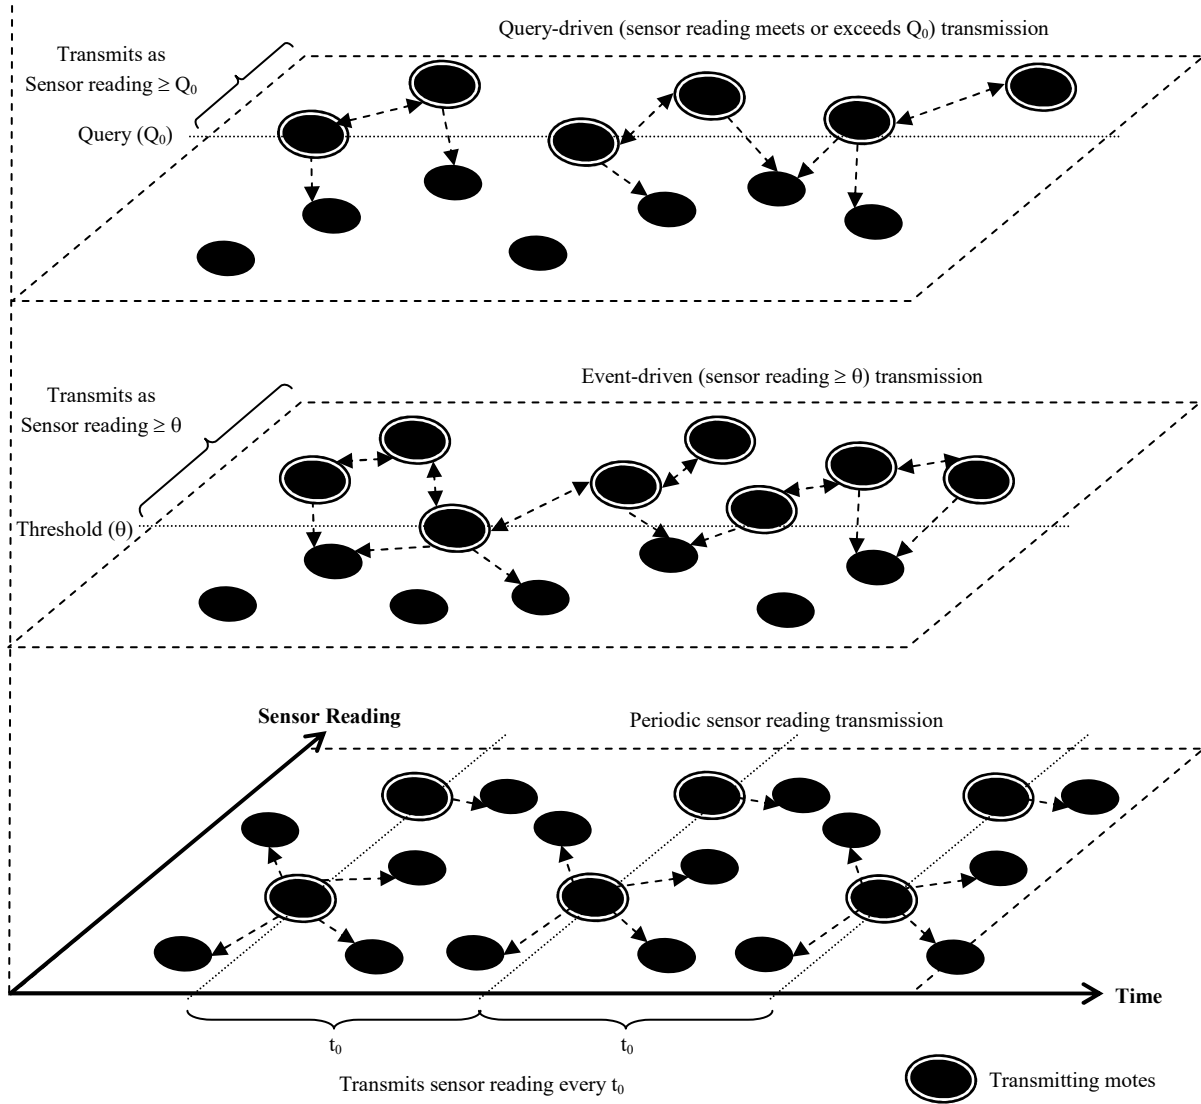 Query-driven (sensor reading meets or exceeds Q₀) transmission
Transmits as
Sensor reading ≥ Q₀
Query (Q₀)
Event-driven (sensor reading ≥ θ) transmission
Transmits as
Sensor reading ≥ θ
Threshold (θ)
Sensor Reading
Periodic sensor reading transmission
Time
t₀
t₀
Transmits sensor reading every t₀
Transmitting motes